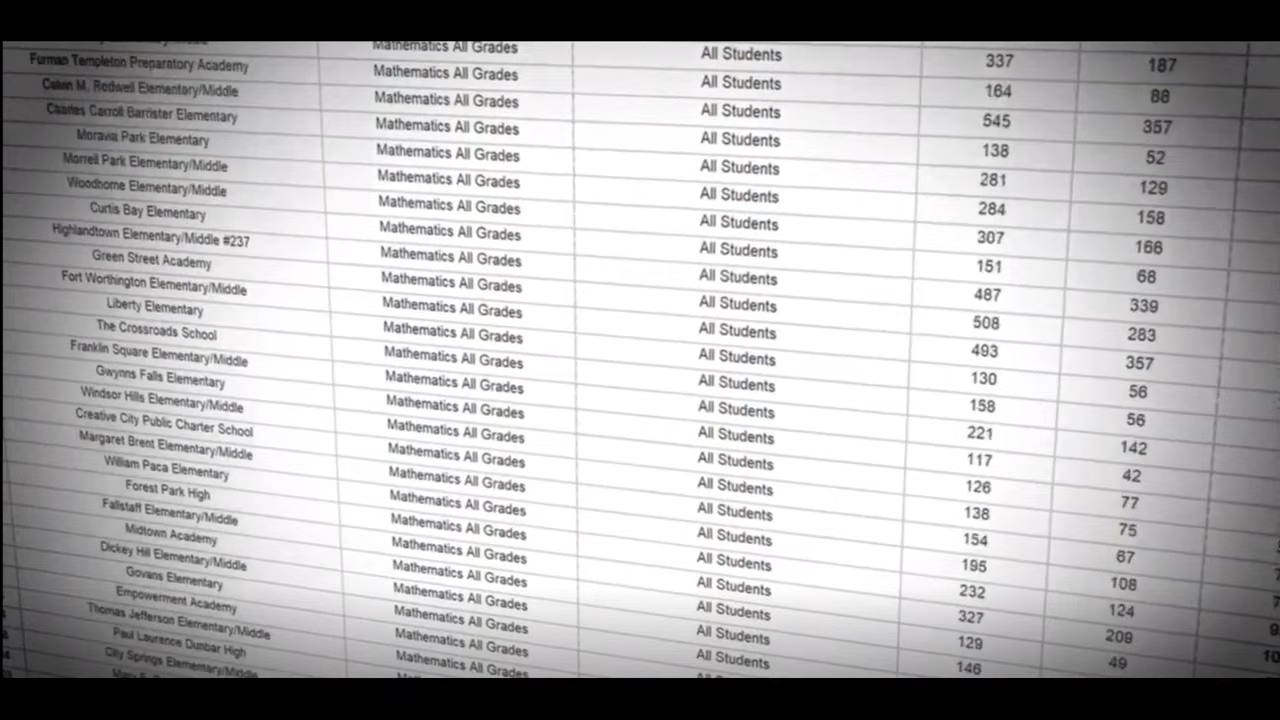 Mathematics All Grades All Students 337 187
Furman Templeton Preparatory Academy Mathematics All Grades All Students 164 88
Calvin M. Rodwell Elementary/Middle Mathematics All Grades All Students 545 357
Charles Carroll Barrister Elementary Mathematics All Grades All Students 138 52
Moravia Park Elementary Mathematics All Grades All Students 281 129
Morrell Park Elementary/Middle Mathematics All Grades All Students 284 158
Woodhome Elementary/Middle Mathematics All Grades All Students 307 166
Curtis Bay Elementary Mathematics All Grades All Students 151 68
Highlandtown Elementary/Middle #237 Mathematics All Grades All Students 487 339
Green Street Academy Mathematics All Grades All Students 508 283
Fort Worthington Elementary/Middle Mathematics All Grades All Students 493 357
Liberty Elementary Mathematics All Grades All Students 130 56
The Crossroads School Mathematics All Grades All Students 158 56
Franklin Square Elementary/Middle Mathematics All Grades All Students 221 142
Gwynns Falls Elementary Mathematics All Grades All Students 117 42
Windsor Hills Elementary/Middle Mathematics All Grades All Students 126 77
Creative City Public Charter School Mathematics All Grades All Students 138 75
Margaret Brent Elementary/Middle Mathematics All Grades All Students 154 67
William Paca Elementary Mathematics All Grades All Students 195 108
Forest Park High Mathematics All Grades All Students 232 124
Fallstaff Elementary/Middle Mathematics All Grades All Students 327 209
Midtown Academy Mathematics All Grades All Students 129 49
Dickey Hill Elementary/Middle Mathematics All Grades All Students 146
Govans Elementary Mathematics All Grades All Students
Empowerment Academy Mathematics All Grades
Thomas Jefferson Elementary/Middle Mathematics All Grades
Paul Laurence Dunbar High
City Springs Elementary/Middle